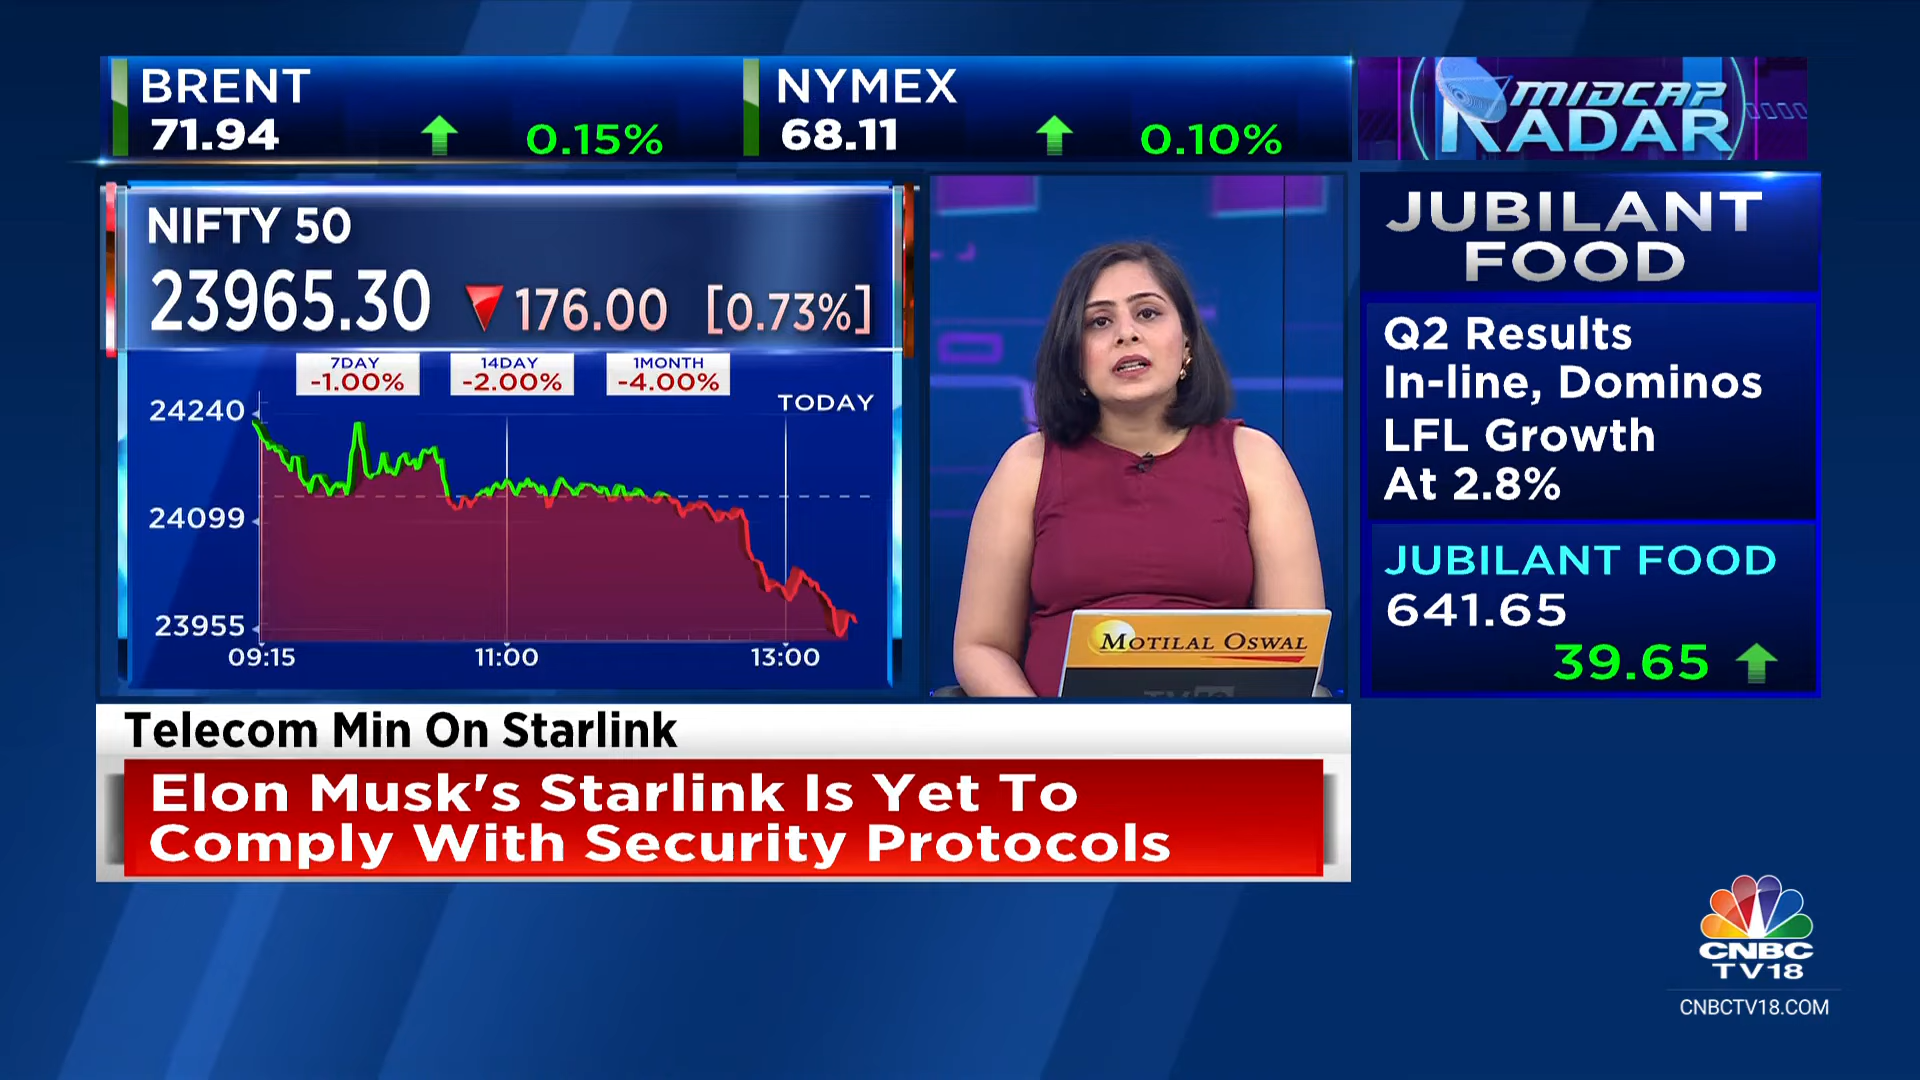 BRENT
71.94 0.15%
NYMEX
68.11 0.10%
MIDCAP
RADAR
NIFTY 50
23965.30 176.00 [0.73%]
7DAY
-1.00%
14DAY
-2.00%
1MONTH
-4.00%
TODAY
24240
24099
23955
09:15 11:00 13:00
MOTILAL OSWAL
TV18
JUBILANT
FOOD
Q2 Results
In-line, Dominos
LFL Growth
At 2.8%
JUBILANT FOOD
641.65
39.65
Telecom Min On Starlink
Elon Musk's Starlink Is Yet To
Comply With Security Protocols
CNBC
TV18
CNBCTV18.COM